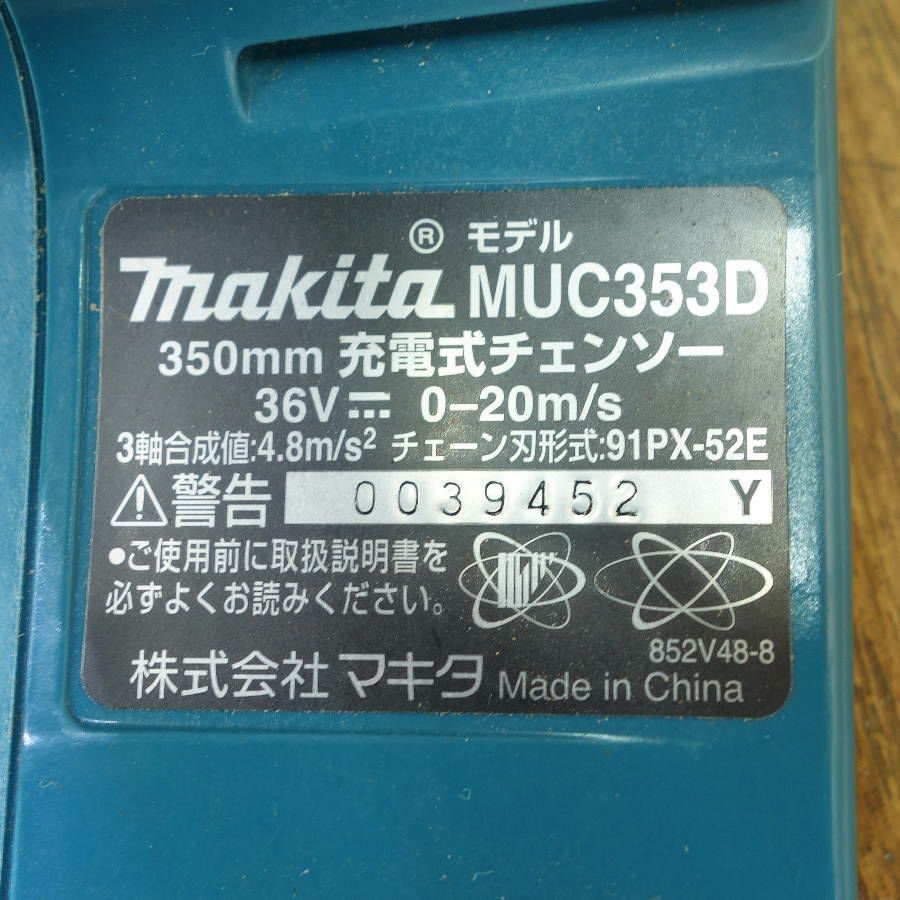 ® モデル
makita MUC353D
350mm 充電式チェンソー
36V⎓ 0-20m/s
3軸合成値:4.8m/s² チェーン刃形式:91PX-52E
⚠警告 0039452 Y
●ご使用前に取扱説明書を
必ずよくお読みください。
852V48-8
株式会社 マキタ Made in China